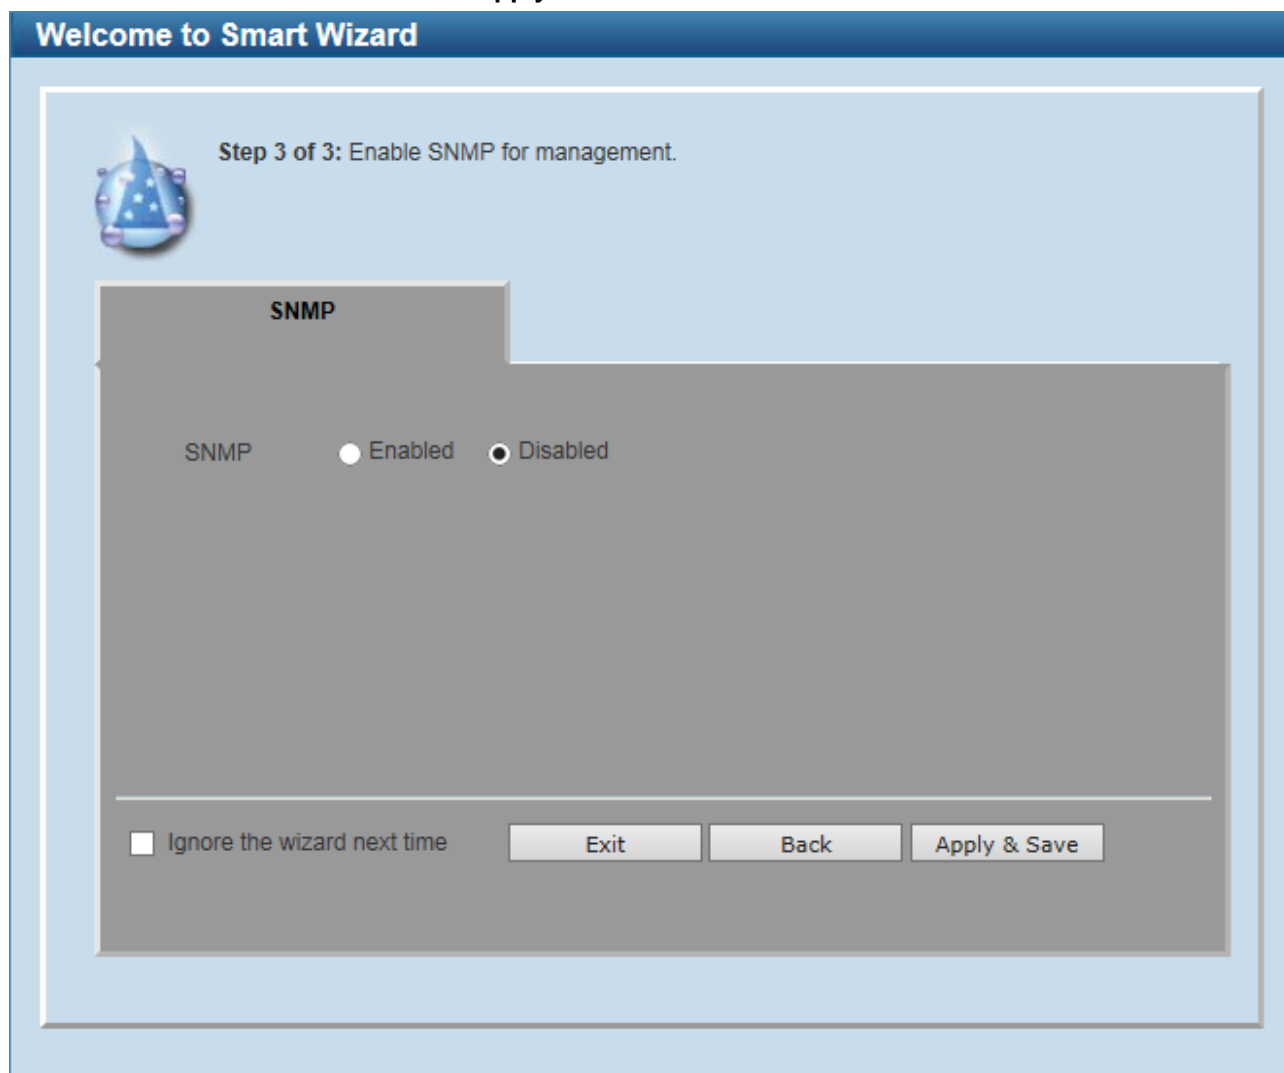 Welcome to Smart Wizard
Step 3 of 3: Enable SNMP for management.
SNMP
SNMP Enabled Disabled
Ignore the wizard next time Exit Back Apply & Save